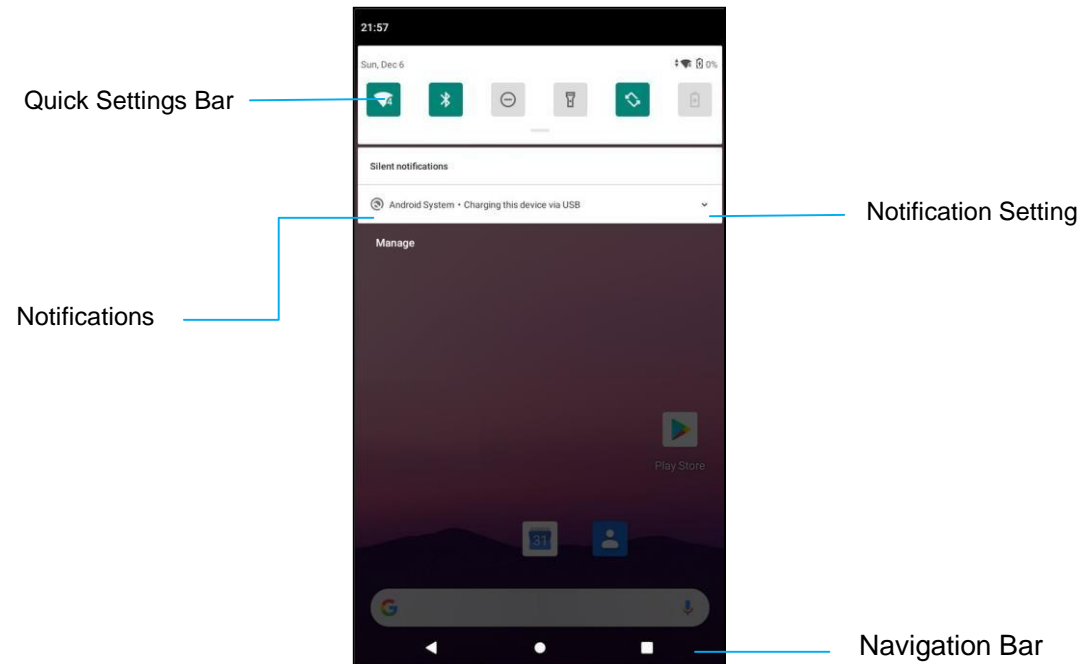 21:57
Sun, Dec 6
0%
Quick Settings Bar
4
Silent notifications
Android System • Charging this device via USB
Notification Setting
Manage
Notifications
Play Store
31
G
Navigation Bar